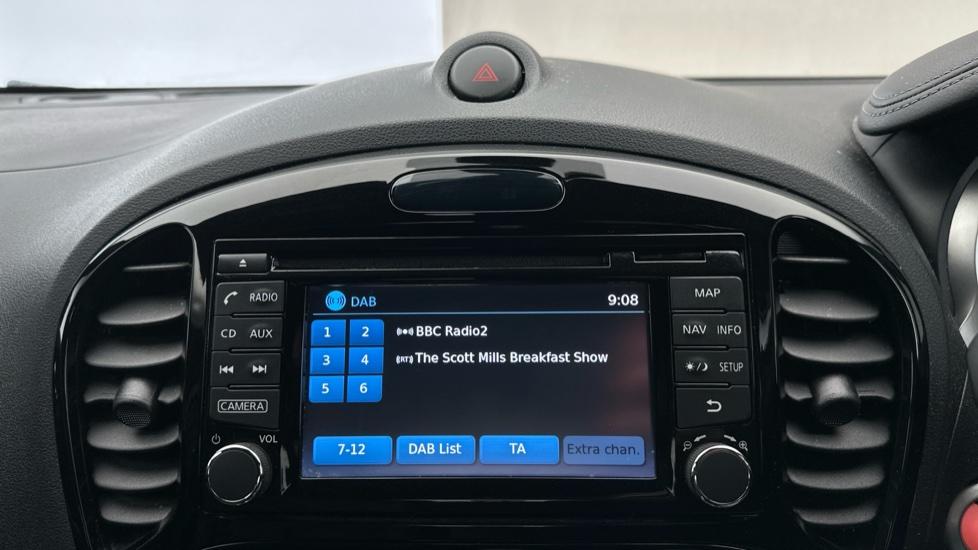 DAB 9:08
1 2 BBC Radio2
3 4 RT The Scott Mills Breakfast Show
5 6
7-12 DAB List TA Extra chan.
RADIO
CD AUX
CAMERA
VOL
MAP
NAV INFO
SETUP